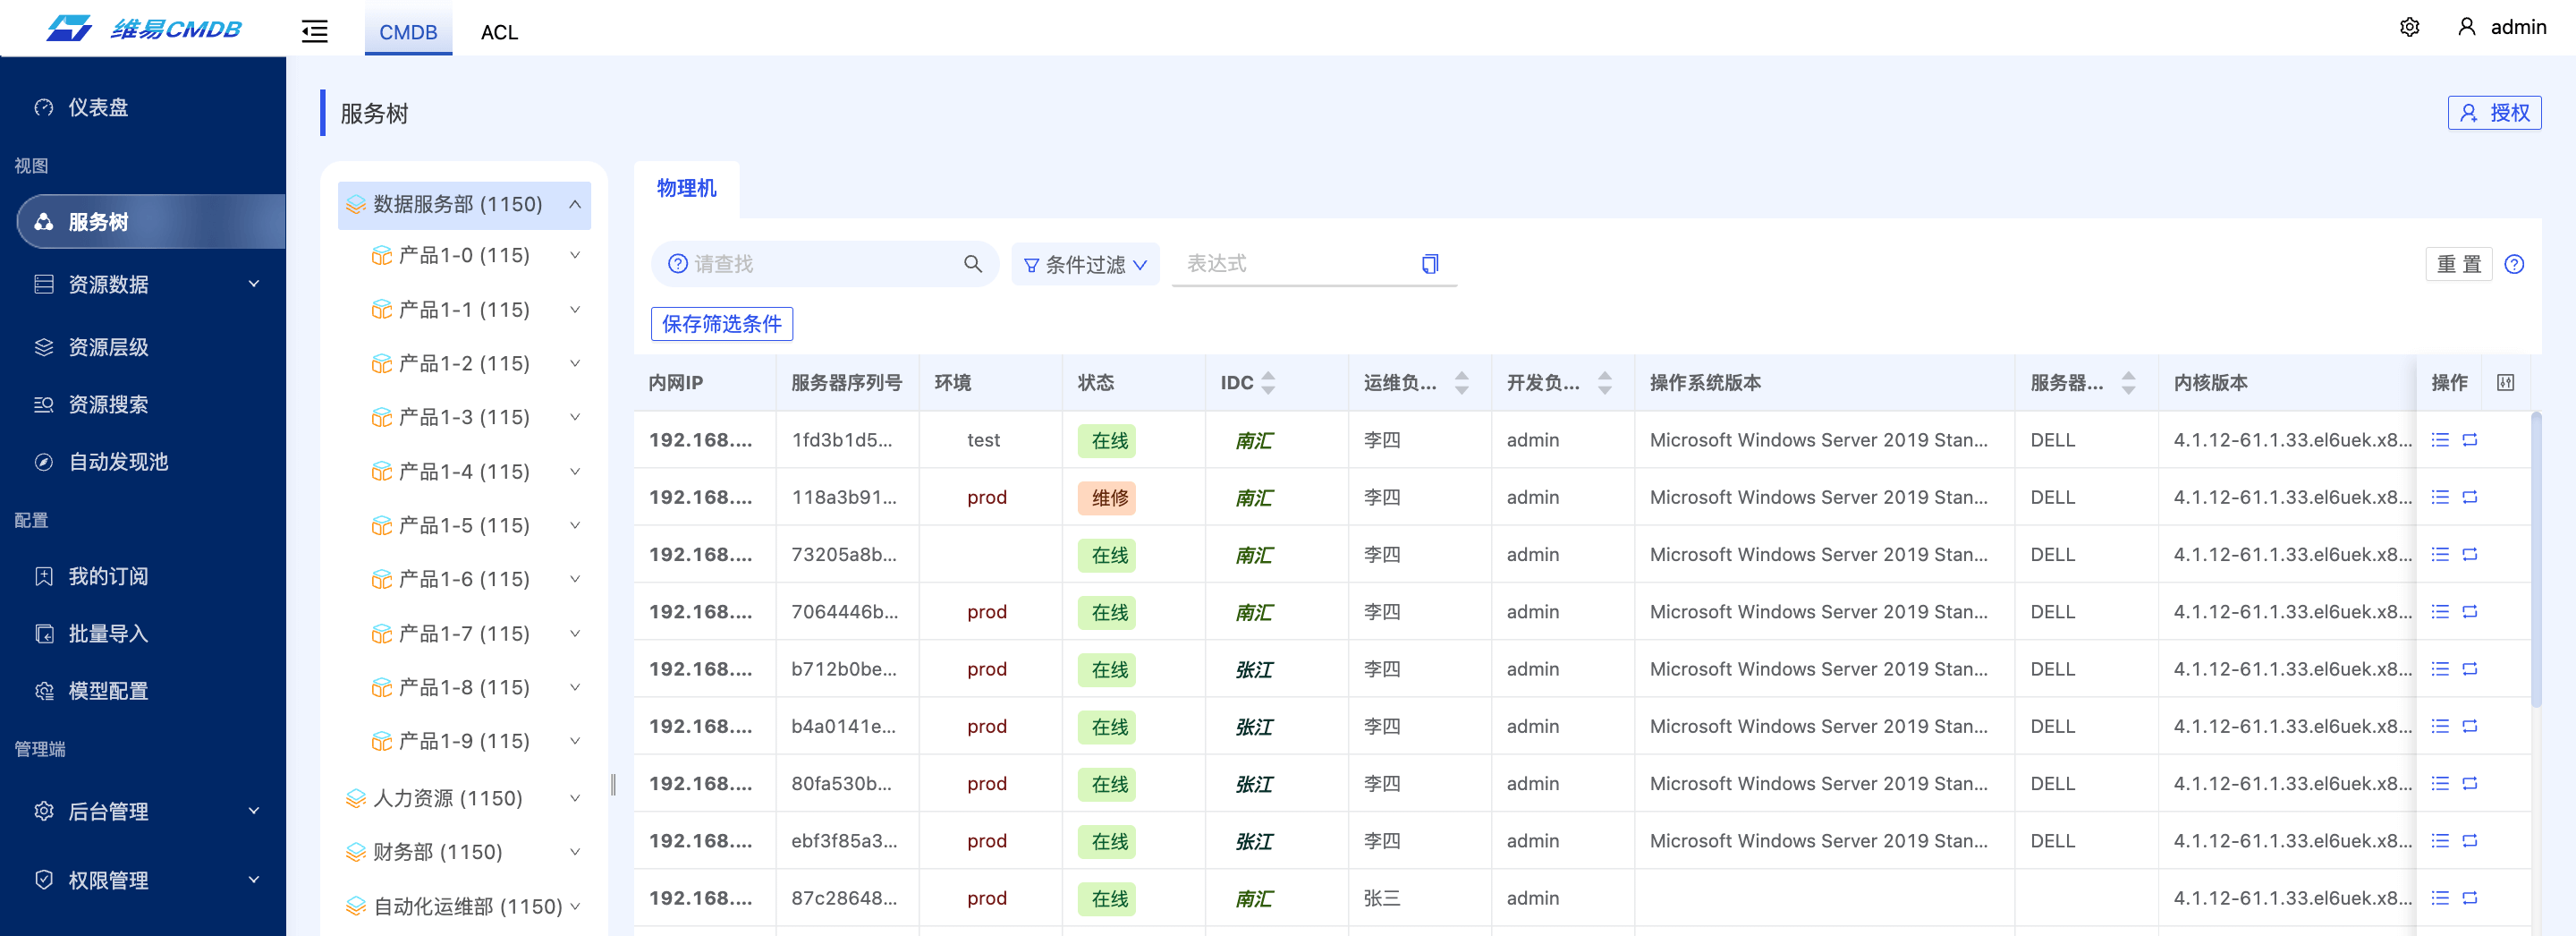 维易CMDB
CMDB
ACL
admin
仪表盘
视图
服务树
资源数据
资源层级
资源搜索
自动发现池
配置
我的订阅
批量导入
模型配置
管理端
后台管理
权限管理
服务树
授权
数据服务部 (1150)
产品1-0 (115)
产品1-1 (115)
产品1-2 (115)
产品1-3 (115)
产品1-4 (115)
产品1-5 (115)
产品1-6 (115)
产品1-7 (115)
产品1-8 (115)
产品1-9 (115)
人力资源 (1150)
财务部 (1150)
自动化运维部 (1150)
物理机
请查找
条件过滤
表达式
重 置
保存筛选条件
内网IP 服务器序列号 环境 状态 IDC 运维负... 开发负... 操作系统版本 服务器... 内核版本 操作
192.168.... 1fd3b1d5... test 在线 南汇 李四 admin Microsoft Windows Server 2019 Stan... DELL 4.1.12-61.1.33.el6uek.x8...
192.168.... 118a3b91... prod 维修 南汇 李四 admin Microsoft Windows Server 2019 Stan... DELL 4.1.12-61.1.33.el6uek.x8...
192.168.... 73205a8b... 在线 南汇 李四 admin Microsoft Windows Server 2019 Stan... DELL 4.1.12-61.1.33.el6uek.x8...
192.168.... 7064446b... prod 在线 南汇 李四 admin Microsoft Windows Server 2019 Stan... DELL 4.1.12-61.1.33.el6uek.x8...
192.168.... b712b0be... prod 在线 张江 李四 admin Microsoft Windows Server 2019 Stan... DELL 4.1.12-61.1.33.el6uek.x8...
192.168.... b4a0141e... prod 在线 张江 李四 admin Microsoft Windows Server 2019 Stan... DELL 4.1.12-61.1.33.el6uek.x8...
192.168.... 80fa530b... prod 在线 张江 李四 admin Microsoft Windows Server 2019 Stan... DELL 4.1.12-61.1.33.el6uek.x8...
192.168.... ebf3f85a3... prod 在线 张江 李四 admin Microsoft Windows Server 2019 Stan... DELL 4.1.12-61.1.33.el6uek.x8...
192.168.... 87c28648... prod 在线 南汇 张三 admin 4.1.12-61.1.33.el6uek.x8...